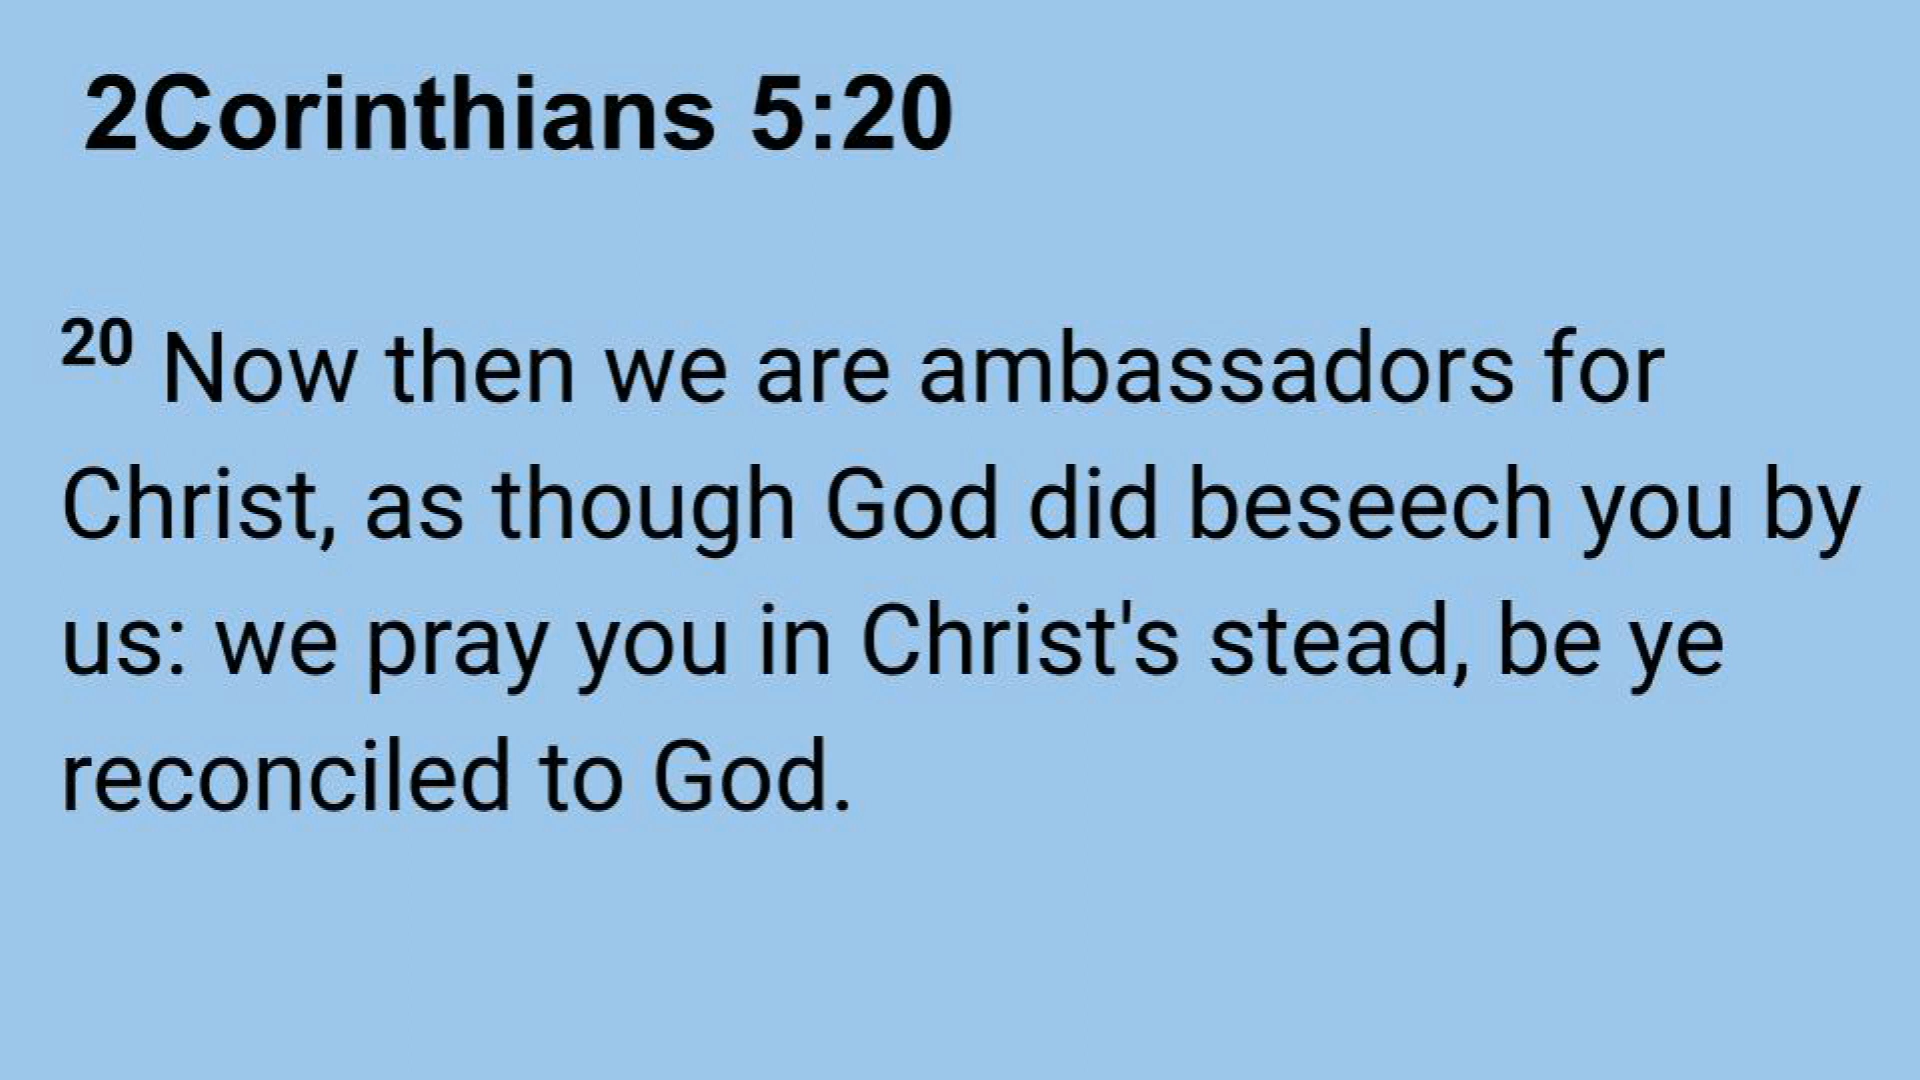 2Corinthians 5:20
20 Now then we are ambassadors for
Christ, as though God did beseech you by
us: we pray you in Christ's stead, be ye
reconciled to God.